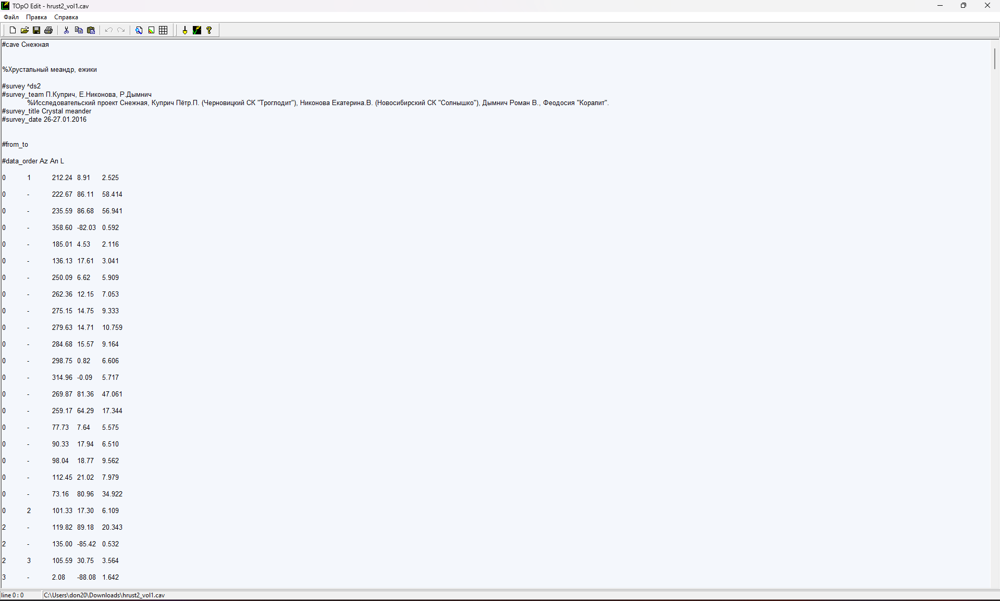 TOpO Edit - hrust2_vol1.cav
Файл Правка Справка
#cave Снежная
%Хрустальный меандр, ежики
#survey ^ds2
#survey_team П.Куприч, Е.Никонова, Р.Дымнич
%Исследовательский проект Снежная, Куприч Пётр.П. (Черновицкий СК "Троглодит"), Никонова Екатерина.В. (Новосибирский СК "Солнышко"), Дымнич Роман В., Феодосия "Коралит".
#survey_title Crystal meander
#survey_date 26-27.01.2016
#from_to
#data_order Az An L
0 1 212.24 8.91 2.525
0 - 222.67 86.11 58.414
0 - 235.59 86.68 56.941
0 - 358.60 -82.03 0.592
0 - 185.01 4.53 2.116
0 - 136.13 17.61 3.041
0 - 250.09 6.62 5.909
0 - 262.36 12.15 7.053
0 - 275.15 14.75 9.333
0 - 279.63 14.71 10.759
0 - 284.68 15.57 9.164
0 - 298.75 0.82 6.606
0 - 314.96 -0.09 5.717
0 - 269.87 81.36 47.061
0 - 259.17 64.29 17.344
0 - 77.73 7.64 5.575
0 - 90.33 17.94 6.510
0 - 98.04 18.77 9.562
0 - 112.45 21.02 7.979
0 - 73.16 80.96 34.922
0 2 101.33 17.30 6.109
2 - 119.82 89.18 20.343
2 - 135.00 -85.42 0.532
2 3 105.59 30.75 3.564
3 - 2.08 -88.08 1.642
line 0 : 0 C:\Users\don20\Downloads\hrust2_vol1.cav